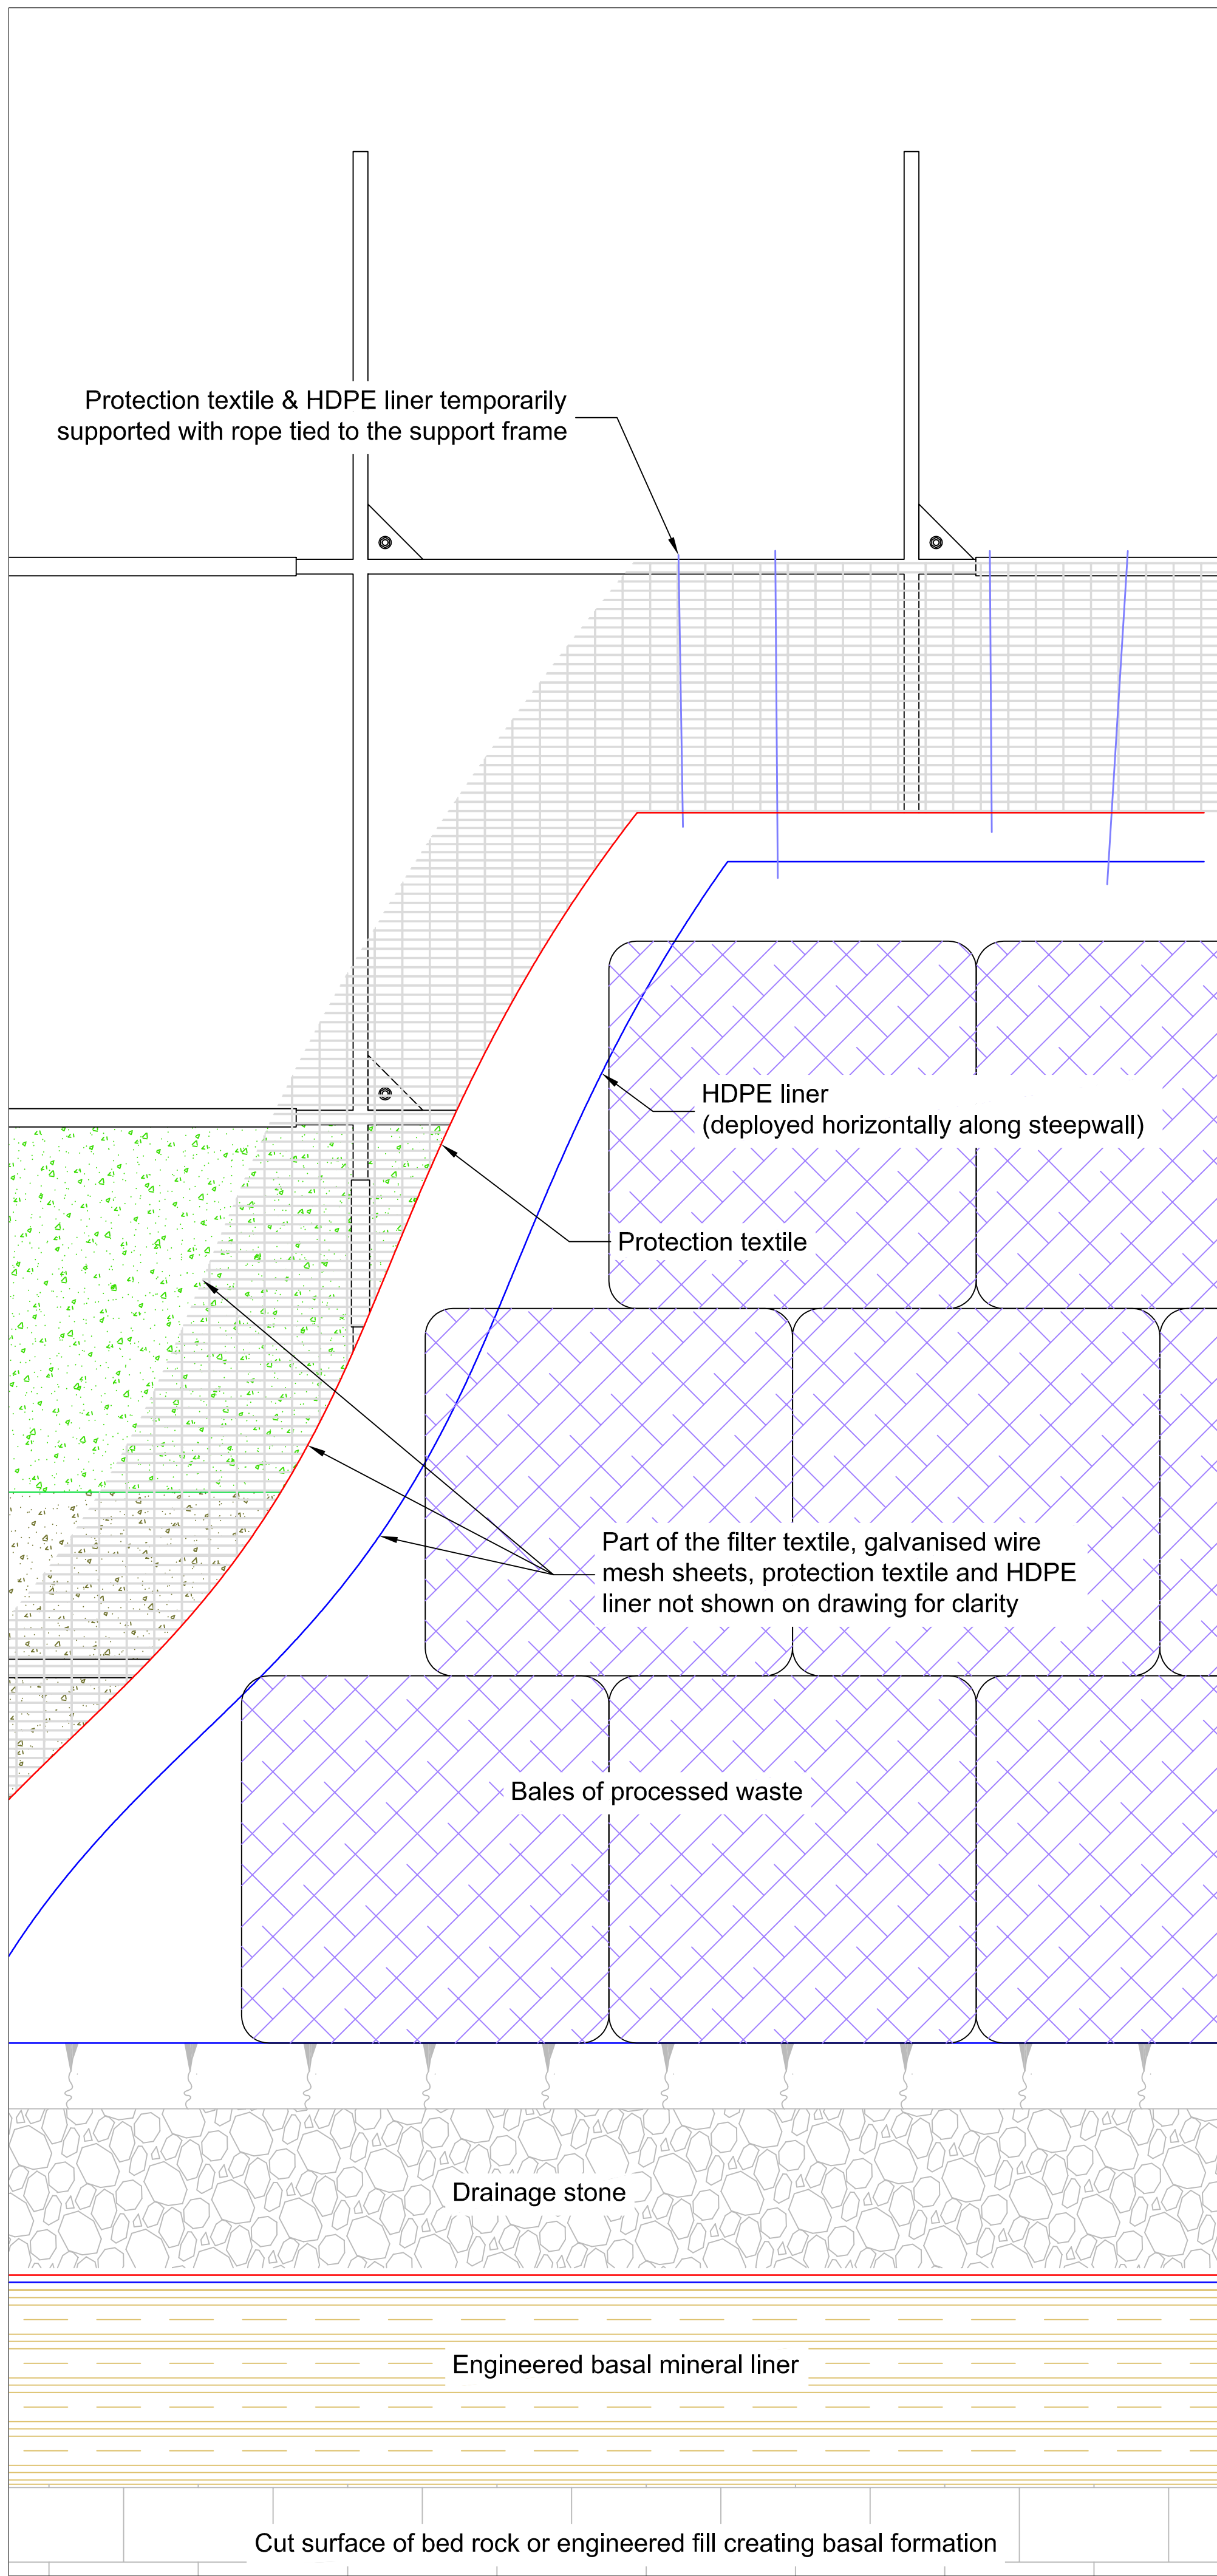 Protection textile & HDPE liner temporarily
supported with rope tied to the support frame
HDPE liner
(deployed horizontally along steepwall)
Protection textile
Part of the filter textile, galvanised wire
mesh sheets, protection textile and HDPE
liner not shown on drawing for clarity
Bales of processed waste
Drainage stone
Engineered basal mineral liner
Cut surface of bed rock or engineered fill creating basal formation